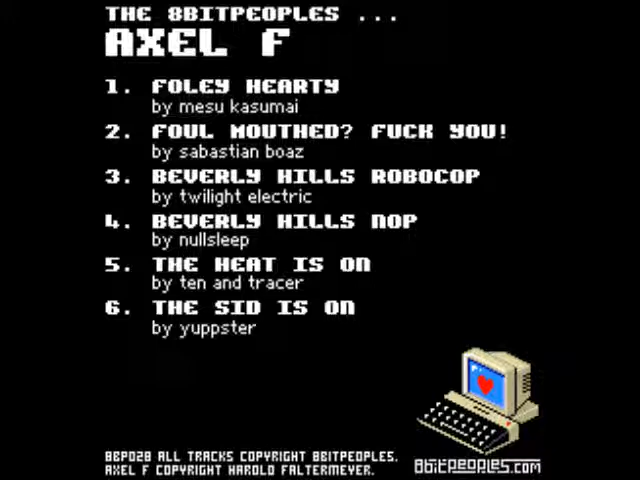 THE 8BITPEOPLES ...
AXEL F
1. FOLEY HEARTY
by mesu kasumai
2. FOUL MOUTHED? FUCK YOU!
by sabastian boaz
3. BEVERLY HILLS ROBOCOP
by twilight electric
4. BEVERLY HILLS NOP
by nullsleep
5. THE HEAT IS ON
by ten and tracer
6. THE SID IS ON
by yuppster
8BP028 ALL TRACKS COPYRIGHT 8BITPEOPLES.
AXEL F COPYRIGHT HAROLD FALTERMEYER.
8BITPEOPLES.COM